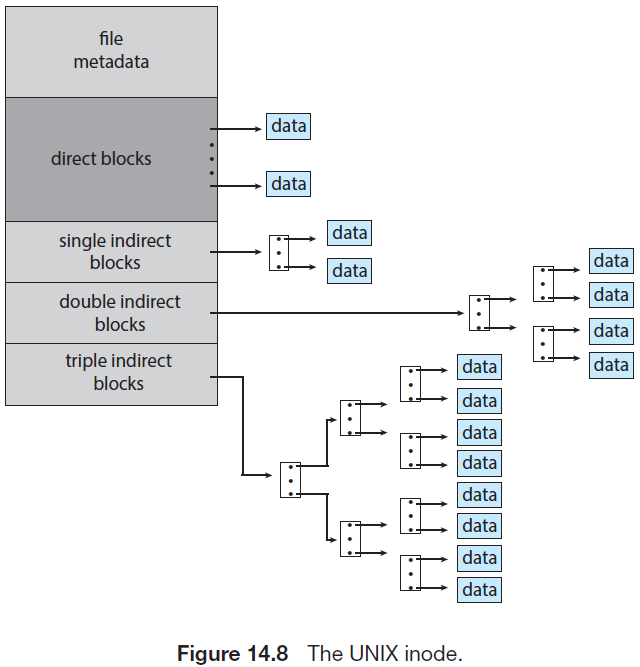 file
metadata
direct blocks
data
data
single indirect
blocks
data
data
double indirect
blocks
data
data
data
data
triple indirect
blocks
data
data
data
data
data
data
data
data
Figure 14.8 The UNIX inode.